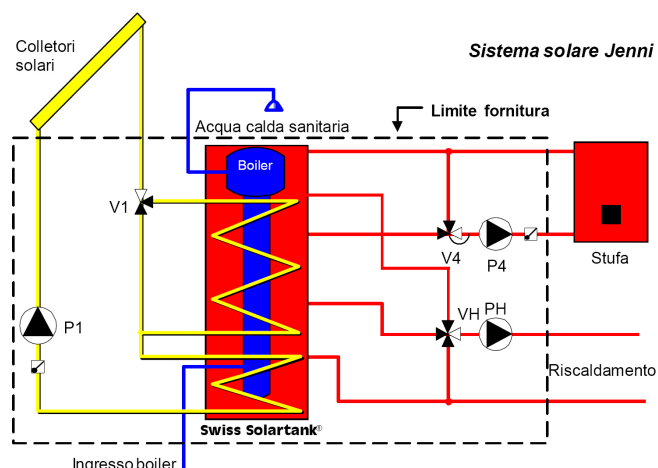 Colletori
solari
Sistema solare Jenni
Limite fornitura
Acqua calda sanitaria
Boiler
V1
V4
P4
Stufa
P1
VH
PH
Riscaldamento
Swiss Solartank®
Ingresso boiler